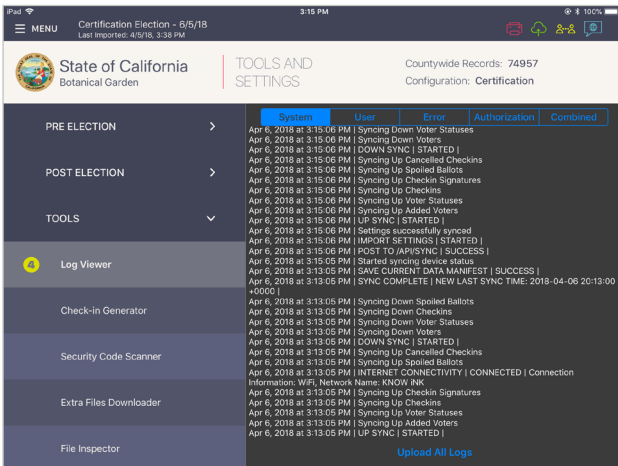 iPad 3:15 PM 100%
MENU Certification Election - 6/5/18
Last Imported: 4/5/18, 3:38 PM
State of California
Botanical Garden
TOOLS AND
SETTINGS
Countywide Records: 74957
Configuration: Certification
PRE ELECTION
POST ELECTION
TOOLS
4 Log Viewer
Check-in Generator
Security Code Scanner
Extra Files Downloader
File Inspector
System User Error Authorization Combined
Apr 6, 2018 at 3:15:06 PM | Syncing Down Voter Statuses
Apr 6, 2018 at 3:15:06 PM | Syncing Down Voters
Apr 6, 2018 at 3:15:06 PM | DOWN SYNC | STARTED |
Apr 6, 2018 at 3:15:06 PM | Syncing Up Cancelled Checkins
Apr 6, 2018 at 3:15:06 PM | Syncing Up Spoiled Ballots
Apr 6, 2018 at 3:15:06 PM | Syncing Up Checkin Signatures
Apr 6, 2018 at 3:15:06 PM | Syncing Up Checkins
Apr 6, 2018 at 3:15:06 PM | Syncing Up Voter Statuses
Apr 6, 2018 at 3:15:06 PM | Syncing Up Added Voters
Apr 6, 2018 at 3:15:06 PM | UP SYNC | STARTED |
Apr 6, 2018 at 3:15:06 PM | Settings successfully synced
Apr 6, 2018 at 3:15:06 PM | IMPORT SETTINGS | STARTED |
Apr 6, 2018 at 3:15:06 PM | POST TO /API/SYNC | SUCCESS |
Apr 6, 2018 at 3:15:05 PM | Started syncing device status
Apr 6, 2018 at 3:13:05 PM | SAVE CURRENT DATA MANIFEST | SUCCESS |
Apr 6, 2018 at 3:13:05 PM | SYNC COMPLETE | NEW LAST SYNC TIME: 2018-04-06 20:13:00
+0000 |
Apr 6, 2018 at 3:13:05 PM | Syncing Down Spoiled Ballots
Apr 6, 2018 at 3:13:05 PM | Syncing Down Checkins
Apr 6, 2018 at 3:13:05 PM | Syncing Down Voter Statuses
Apr 6, 2018 at 3:13:05 PM | Syncing Down Voters
Apr 6, 2018 at 3:13:05 PM | DOWN SYNC | STARTED |
Apr 6, 2018 at 3:13:05 PM | Syncing Up Cancelled Checkins
Apr 6, 2018 at 3:13:05 PM | Syncing Up Spoiled Ballots
Apr 6, 2018 at 3:13:05 PM | INTERNET CONNECTIVITY | CONNECTED | Connection
Information: WiFi, Network Name: KNOW iNK
Apr 6, 2018 at 3:13:05 PM | Syncing Up Checkin Signatures
Apr 6, 2018 at 3:13:05 PM | Syncing Up Checkins
Apr 6, 2018 at 3:13:05 PM | Syncing Up Voter Statuses
Apr 6, 2018 at 3:13:05 PM | Syncing Up Added Voters
Apr 6, 2018 at 3:13:05 PM | UP SYNC | STARTED |
Upload All Logs